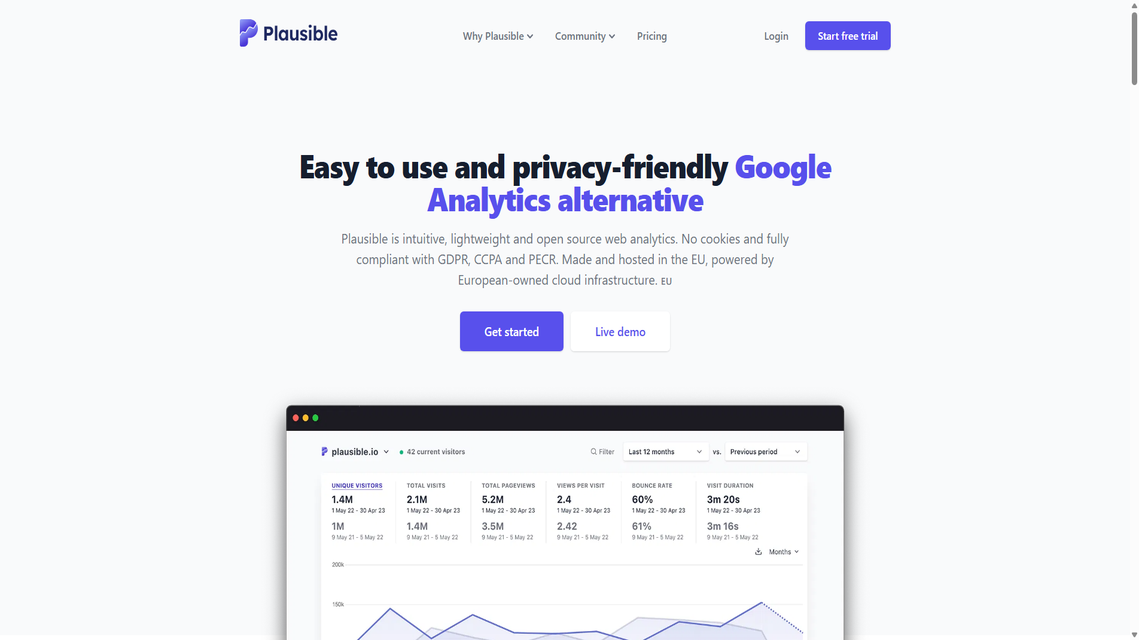 Plausible
Why Plausible
Community
Pricing
Login
Start free trial
Easy to use and privacy-friendly Google
Analytics alternative
Plausible is intuitive, lightweight and open source web analytics. No cookies and fully
compliant with GDPR, CCPA and PECR. Made and hosted in the EU, powered by
European-owned cloud infrastructure. EU
Get started
Live demo
plausible.io
42 current visitors
Filter
Last 12 months
vs.
Previous period
UNIQUE VISITORS
1.4M
1 May 22 - 30 Apr 23
1M
9 May 21 - 5 May 22
TOTAL VISITS
2.1M
1 May 22 - 30 Apr 23
1.4M
9 May 21 - 5 May 22
TOTAL PAGEVIEWS
5.2M
1 May 22 - 30 Apr 23
3.5M
9 May 21 - 5 May 22
VIEWS PER VISIT
2.4
1 May 22 - 30 Apr 23
2.42
9 May 21 - 5 May 22
BOUNCE RATE
60%
1 May 22 - 30 Apr 23
61%
9 May 21 - 5 May 22
VISIT DURATION
3m 20s
1 May 22 - 30 Apr 23
3m 16s
9 May 21 - 5 May 22
Months
200k
150k